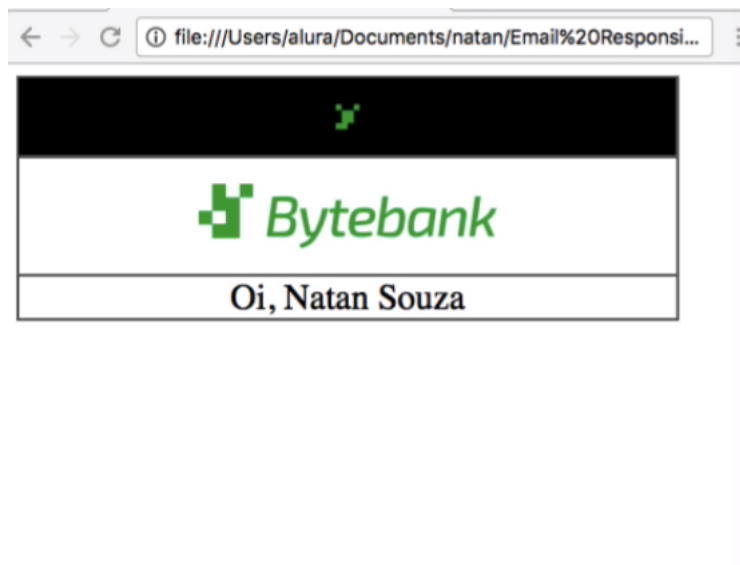 file:///Users/alura/Documents/natan/Email%20Responsi...
Bytebank
Oi, Natan Souza